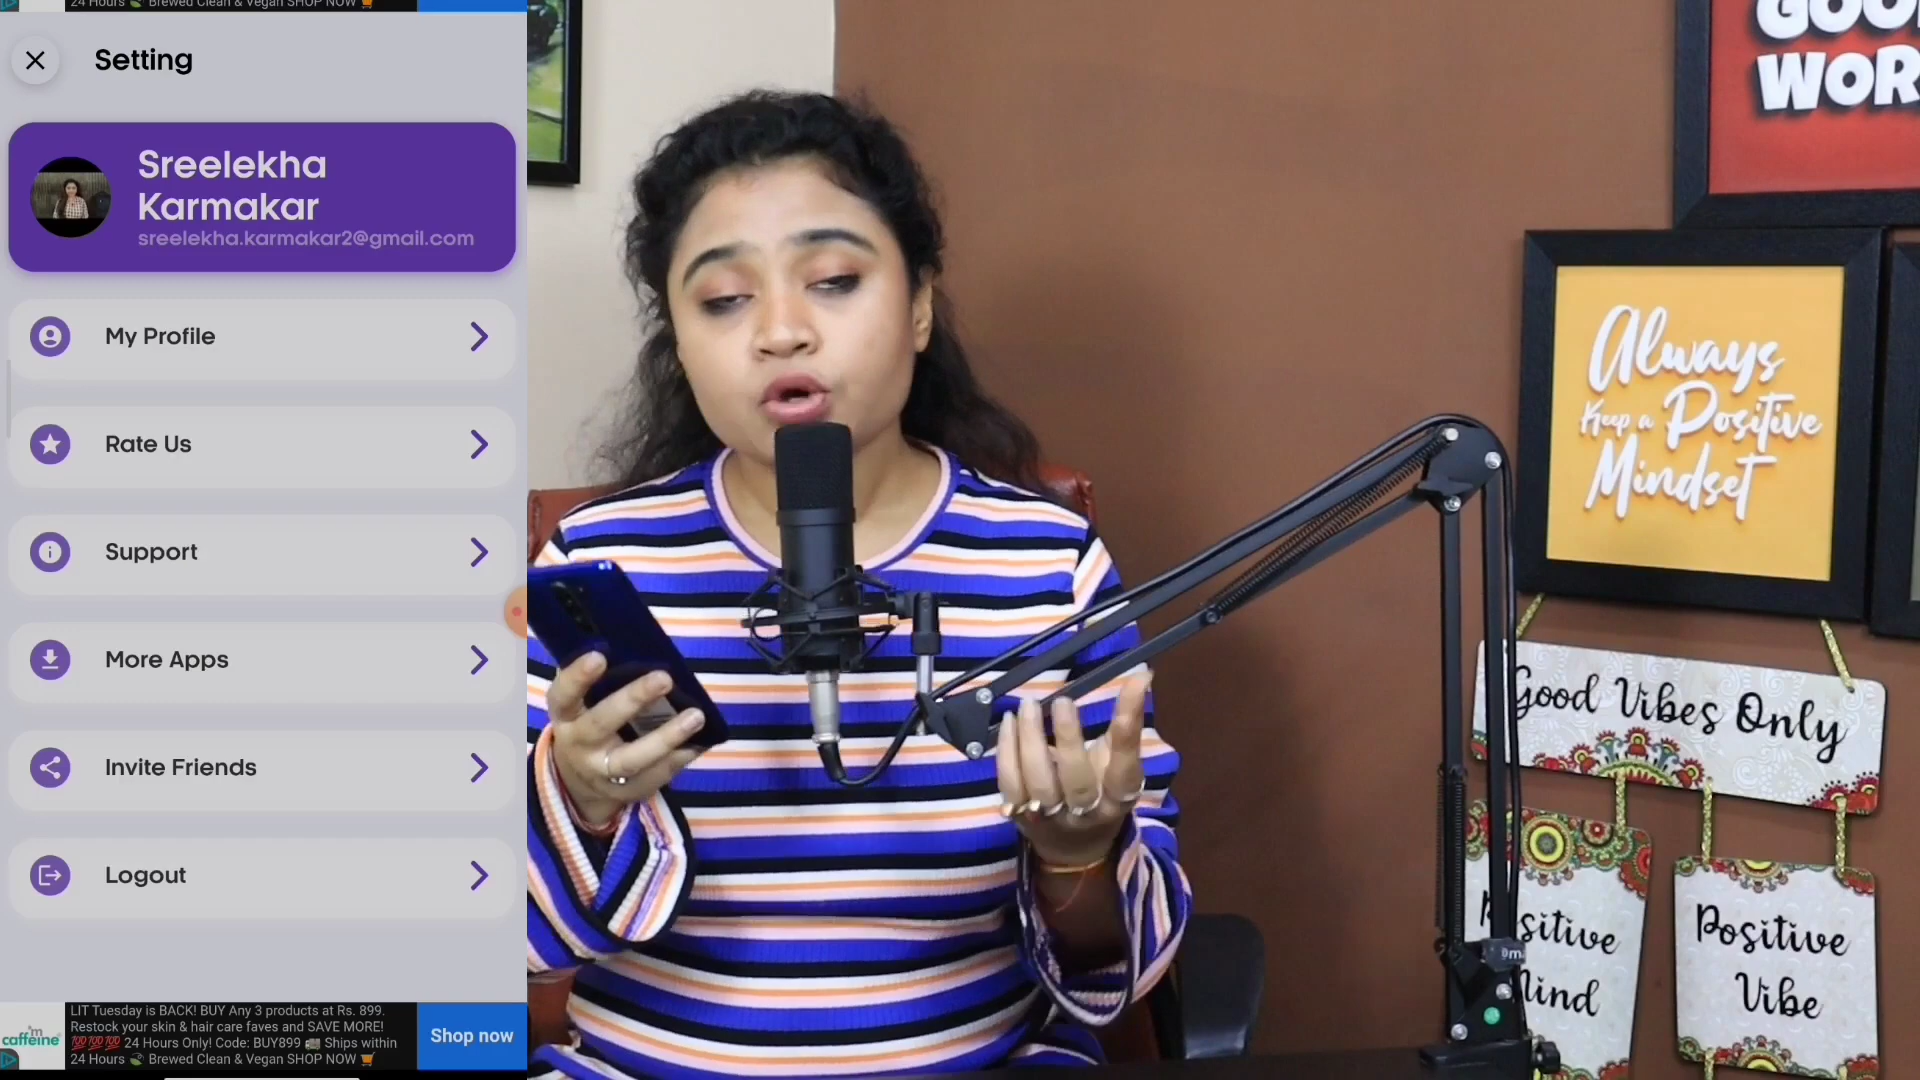 24 Hours Brewed Clean & Vegan SHOP NOW
Setting
Sreelekha
Karmakar
sreelekha.karmakar2@gmail.com
My Profile
Rate Us
Support
More Apps
Invite Friends
Logout
I'm
caffeine
LIT Tuesday is BACK! BUY Any 3 products at Rs. 899.
Restock your skin & hair care faves and SAVE MORE!
💯💯💯 24 Hours Only! Code: BUY899 🚚 Ships within
24 Hours 🍃 Brewed Clean & Vegan SHOP NOW 🛒
Shop now
Always
Keep a Positive
Mindset
Good Vibes Only
Positive
Vibe